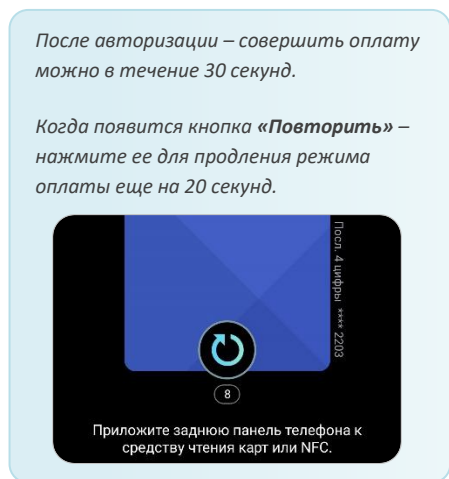 После авторизации – совершить оплату
можно в течение 30 секунд.
Когда появится кнопка «Повторить» –
нажмите ее для продления режима
оплаты еще на 20 секунд.
Посл. 4 цифры **** 2203
8
Приложите заднюю панель телефона к
средству чтения карт или NFC.